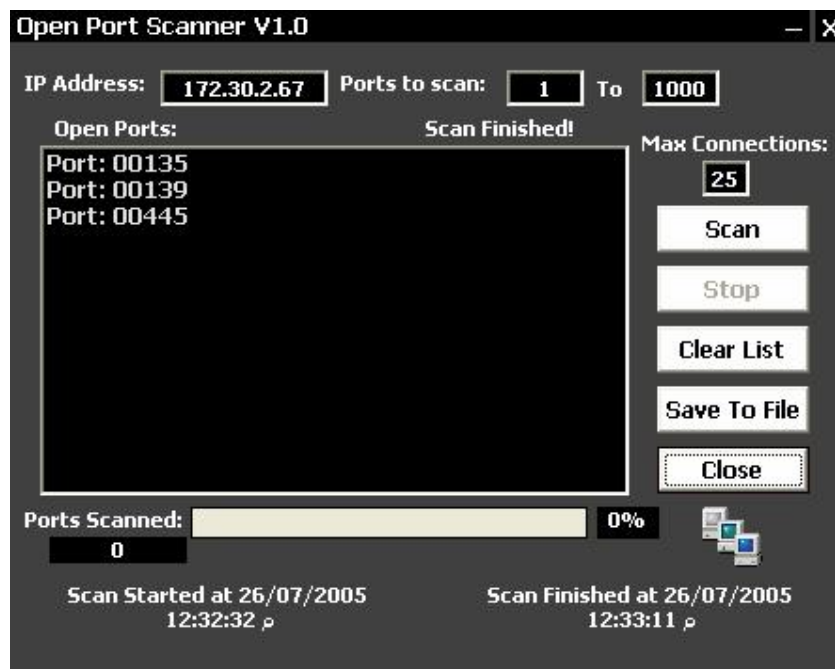 Open Port Scanner V1.0
IP Address: 172.30.2.67 Ports to scan: 1 To 1000
Open Ports: Scan Finished!
Max Connections:
25
Port: 00135
Port: 00139
Port: 00445
Scan
Stop
Clear List
Save To File
Close
Ports Scanned: 0%
0
Scan Started at 26/07/2005
12:32:32 م
Scan Finished at 26/07/2005
12:33:11 م